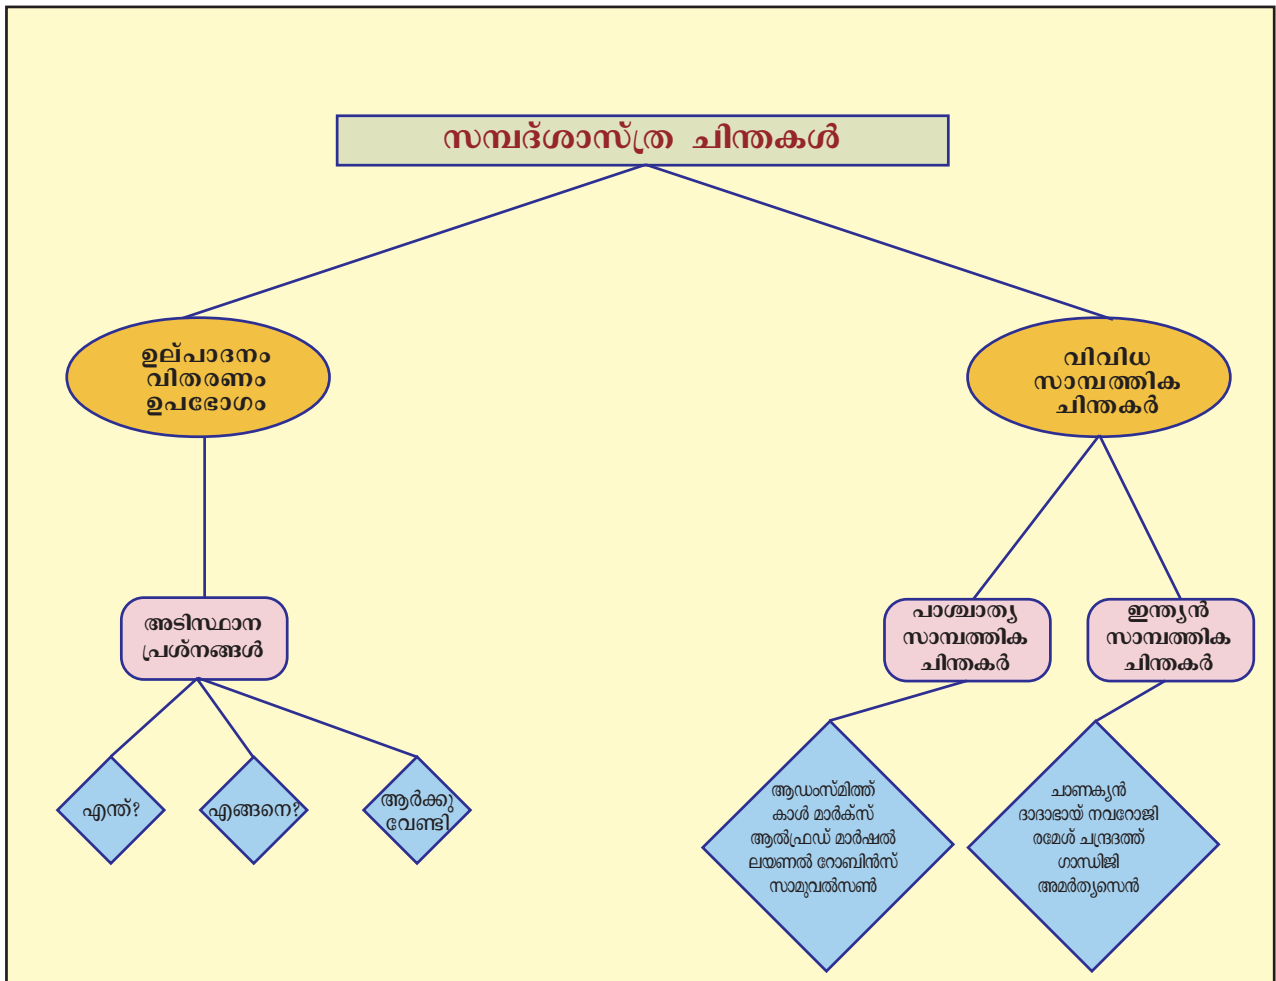 സമ്പദ്ശാസ്ത്ര ചിന്തകൾ
ഉല്പാദനം
വിതരണം
ഉപഭോഗം
വിവിധ
സാമ്പത്തിക
ചിന്തകർ
അടിസ്ഥാന
പ്രശ്നങ്ങൾ
പാശ്ചാത്യ
സാമ്പത്തിക
ചിന്തകർ
ഇന്ത്യൻ
സാമ്പത്തിക
ചിന്തകർ
എന്ത്?
എങ്ങനെ?
ആർക്കു
വേണ്ടി
ആഡംസ്മിത്ത്
കാൾ മാർക്സ്
ആൽഫ്രഡ് മാർഷൽ
ലയണൽ റോബിൻസ്
സാമുവൽസൺ
ചാണക്യൻ
ദാദാഭായ് നവറോജി
രമേശ് ചന്ദ്രദത്ത്
ഗാന്ധിജി
അമർത്യസെൻ